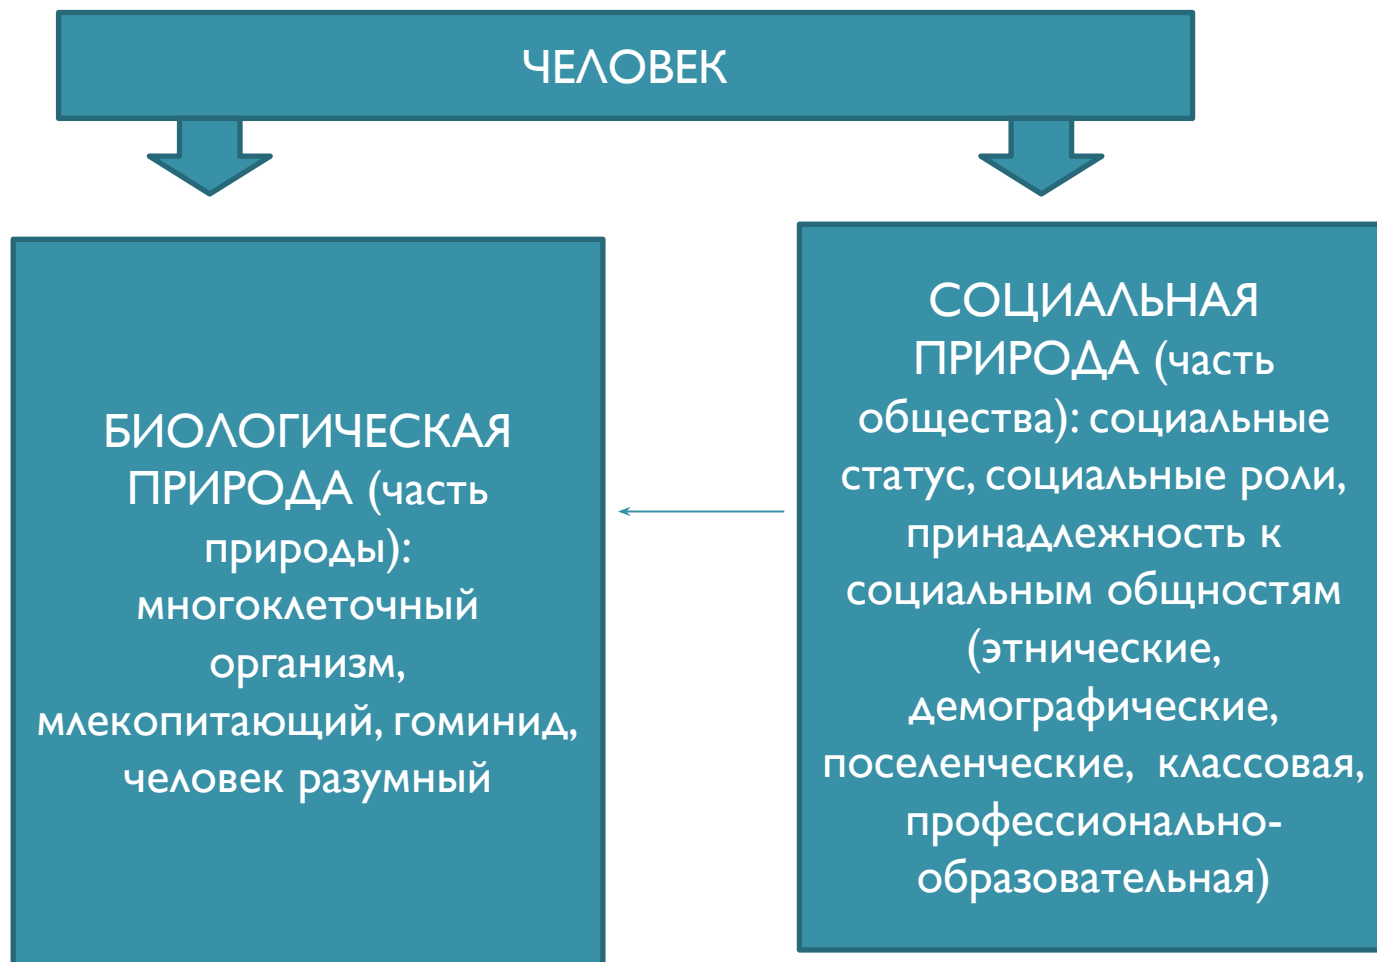 ЧЕЛОВЕК
БИОЛОГИЧЕСКАЯ
ПРИРОДА (часть
природы):
многоклеточный
организм,
млекопитающий, гоминид,
человек разумный
СОЦИАЛЬНАЯ
ПРИРОДА (часть
общества): социальные
статус, социальные роли,
принадлежность к
социальным общностям
(этнические,
демографические,
поселенческие, классовая,
профессионально-
образовательная)